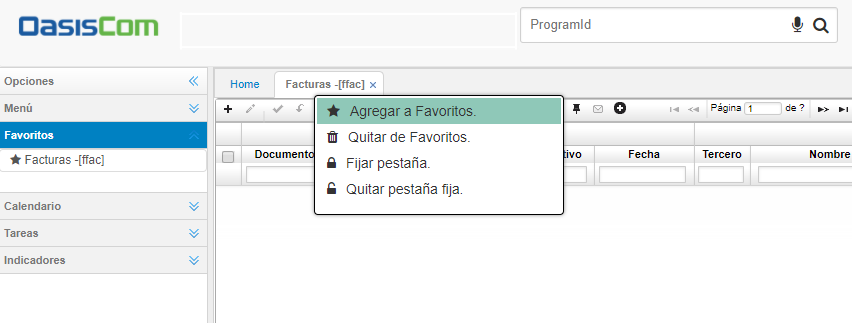 OasisCom
ProgramId
Opciones
Menú
Favoritos
Facturas -[ffac]
Calendario
Tareas
Indicadores
Home Facturas -[ffac]
Página 1 de ?
Agregar a Favoritos.
Quitar de Favoritos.
Fijar pestaña.
Quitar pestaña fija.
Documento tivo Fecha Tercero Nombre